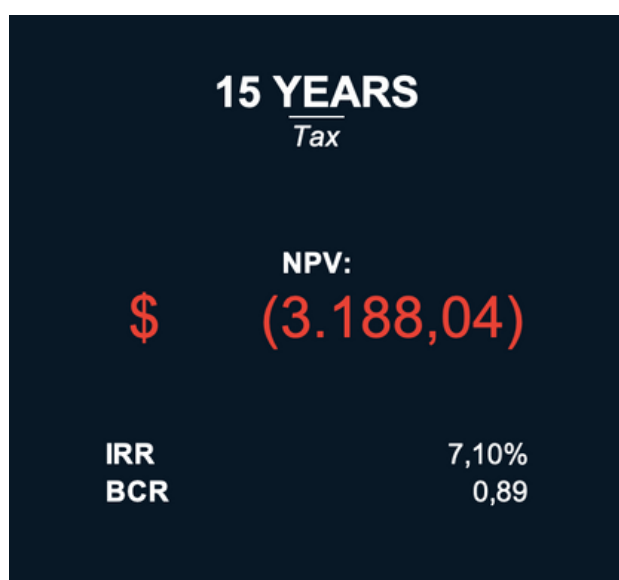 15 YEARS
Tax
NPV:
$ (3.188,04)
IRR 7,10%
BCR 0,89